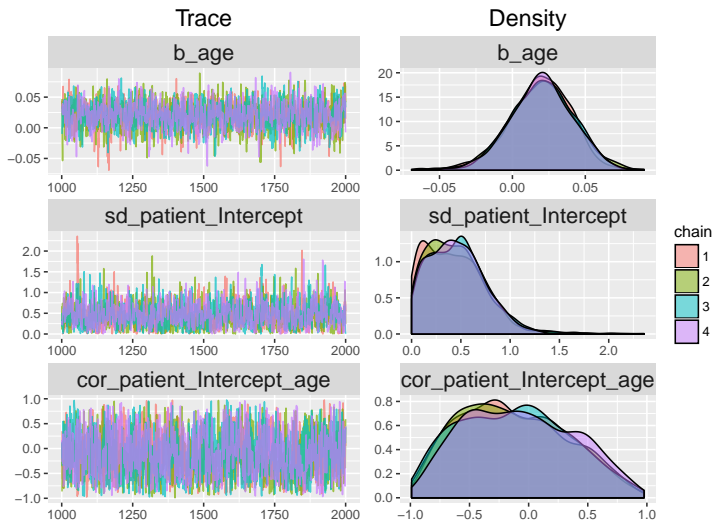 Trace
Density
b_age
b_age
0.05
0.00
−0.05
1000 1250 1500 1750 2000
20
15
10
5
0
−0.05 0.00 0.05
sd_patient_Intercept
sd_patient_Intercept
2.0
1.5
1.0
0.5
0.0
1000 1250 1500 1750 2000
1.0
0.5
0.0
0.0 0.5 1.0 1.5 2.0
cor_patient_Intercept_age
cor_patient_Intercept_age
1.0
0.5
0.0
−0.5
−1.0
1000 1250 1500 1750 2000
0.8
0.6
0.4
0.2
0.0
−1.0 −0.5 0.0 0.5 1.0
chain
1
2
3
4